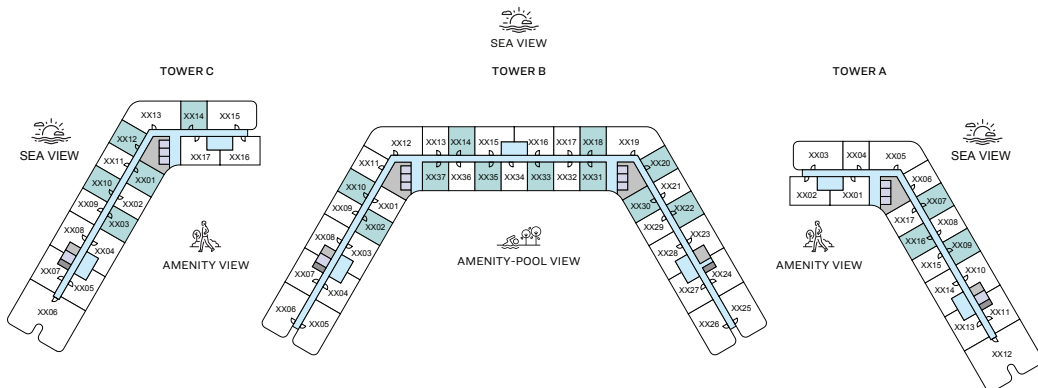 SEA VIEW
TOWER C
TOWER B
TOWER A
SEA VIEW
AMENITY VIEW
XX13
XX14
XX15
XX12
XX11
XX17
XX16
XX10
XX01
XX09
XX02
XX08
XX03
XX07
XX04
XX05
XX06
AMENITY-POOL VIEW
XX12
XX13
XX14
XX15
XX16
XX17
XX18
XX19
XX11
XX37
XX36
XX35
XX34
XX33
XX32
XX31
XX20
XX10
XX01
XX30
XX21
XX09
XX02
XX29
XX22
XX08
XX03
XX28
XX23
XX07
XX04
XX27
XX24
XX06
XX05
XX26
XX25
SEA VIEW
AMENITY VIEW
XX03
XX04
XX05
XX02
XX01
XX06
XX17
XX07
XX16
XX08
XX15
XX09
XX14
XX10
XX13
XX11
XX12